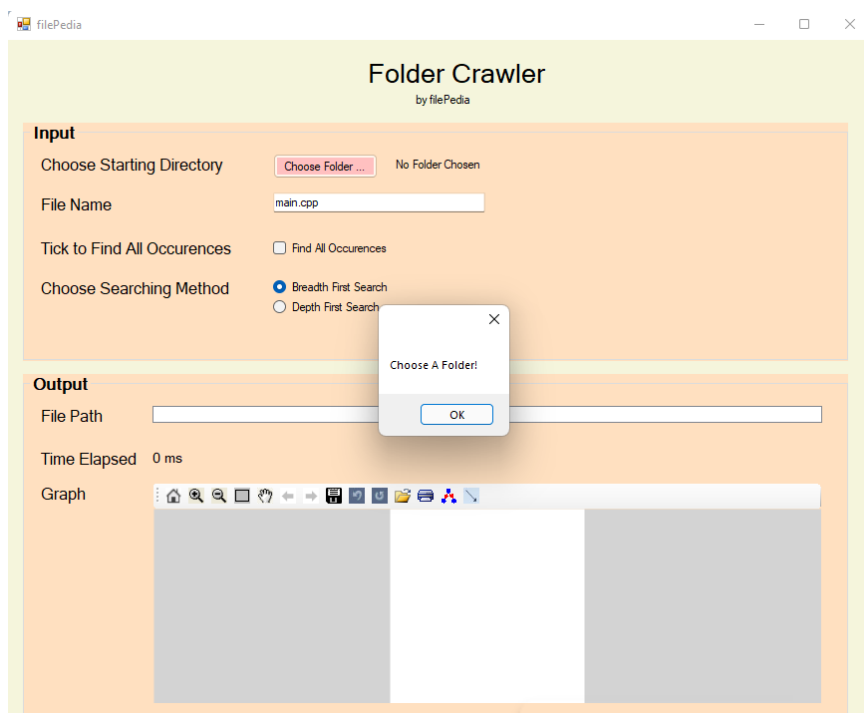 filePedia
Folder Crawler
by filePedia
Input
Choose Starting Directory
Choose Folder ...
No Folder Chosen
File Name
main.cpp
Tick to Find All Occurences
Find All Occurences
Choose Searching Method
Breadth First Search
Depth First Search
Choose A Folder!
OK
Output
File Path
Time Elapsed
0 ms
Graph